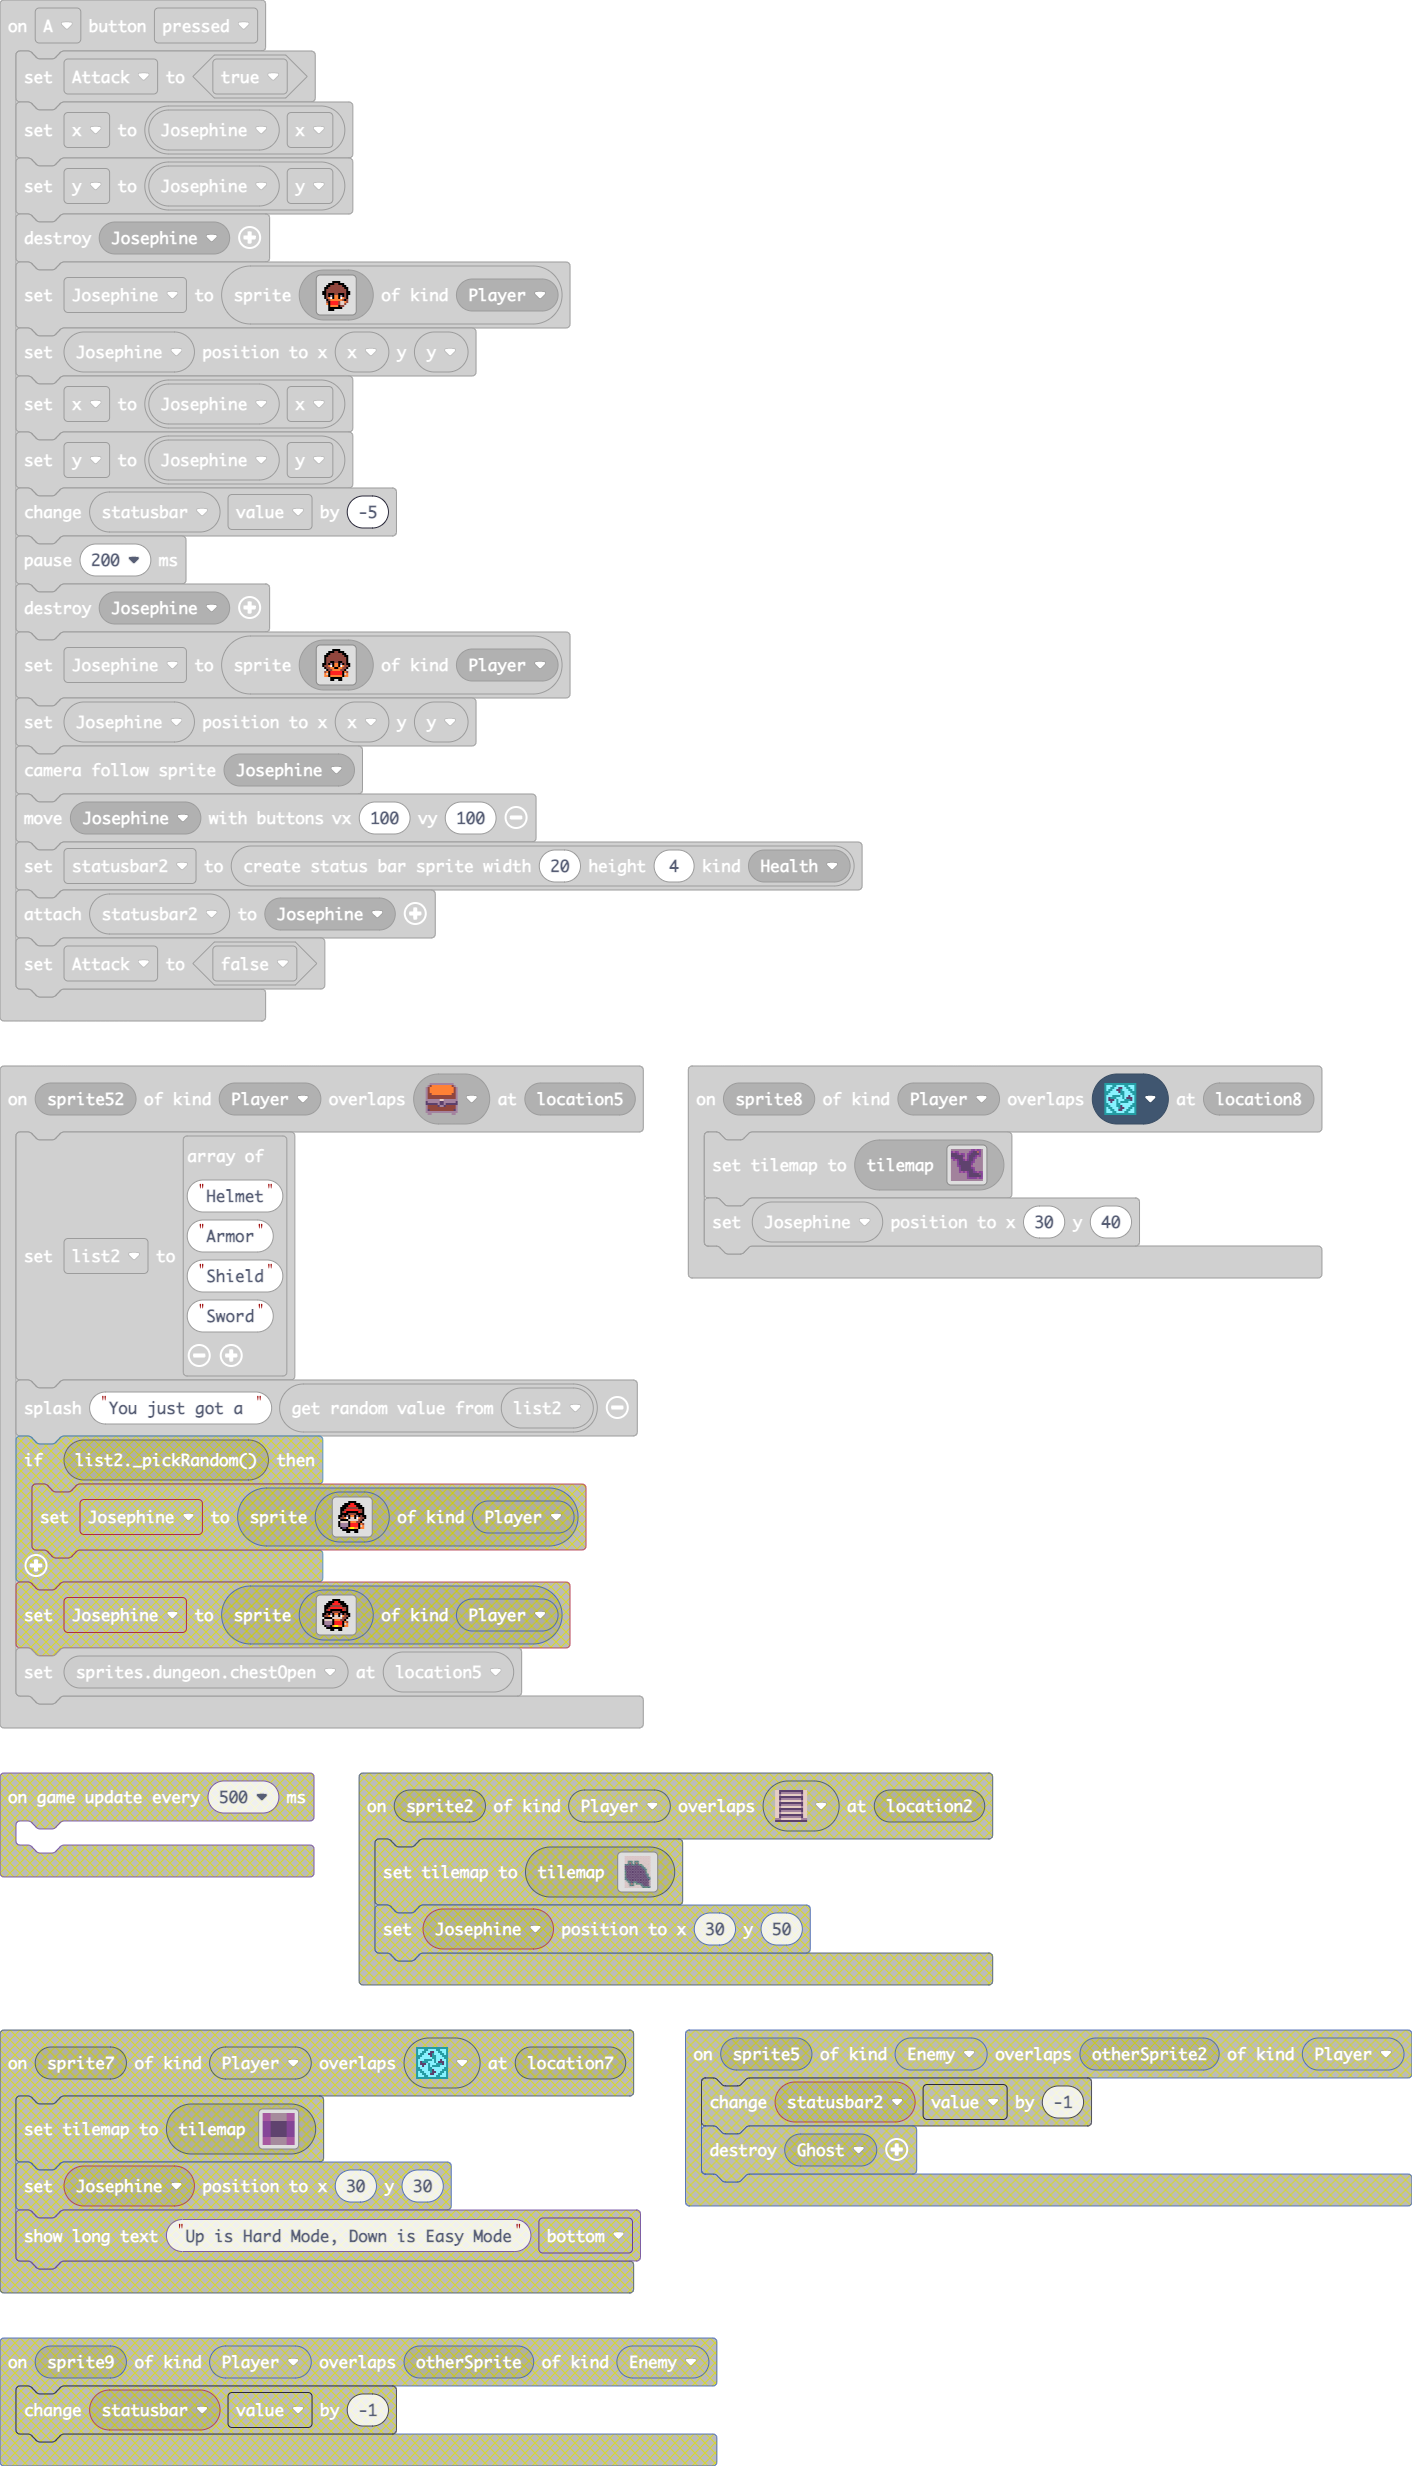 on A button pressed
set Attack to true
set x to Josephine x
set y to Josephine y
destroy Josephine
set Josephine to sprite of kind Player
set Josephine position to x x y y
set x to Josephine x
set y to Josephine y
change statusbar value by -5
pause 200 ms
destroy Josephine
set Josephine to sprite of kind Player
set Josephine position to x x y y
camera follow sprite Josephine
move Josephine with buttons vx 100 vy 100
set statusbar2 to create status bar sprite width 20 height 4 kind Health
attach statusbar2 to Josephine
set Attack to false
on sprite52 of kind Player overlaps at location5
array of
"Helmet"
"Armor"
set list2 to
"Shield"
"Sword"
splash "You just got a " get random value from list2
if list2._pickRandom() then
set Josephine to sprite of kind Player
set Josephine to sprite of kind Player
set sprites.dungeon.chestOpen at location5
on sprite8 of kind Player overlaps at location8
set tilemap to tilemap
set Josephine position to x 30 y 40
on game update every 500 ms
on sprite2 of kind Player overlaps at location2
set tilemap to tilemap
set Josephine position to x 30 y 50
on sprite7 of kind Player overlaps at location7
set tilemap to tilemap
set Josephine position to x 30 y 30
show long text "Up is Hard Mode, Down is Easy Mode" bottom
on sprite5 of kind Enemy overlaps otherSprite2 of kind Player
change statusbar2 value by -1
destroy Ghost
on sprite9 of kind Player overlaps otherSprite of kind Enemy
change statusbar value by -1